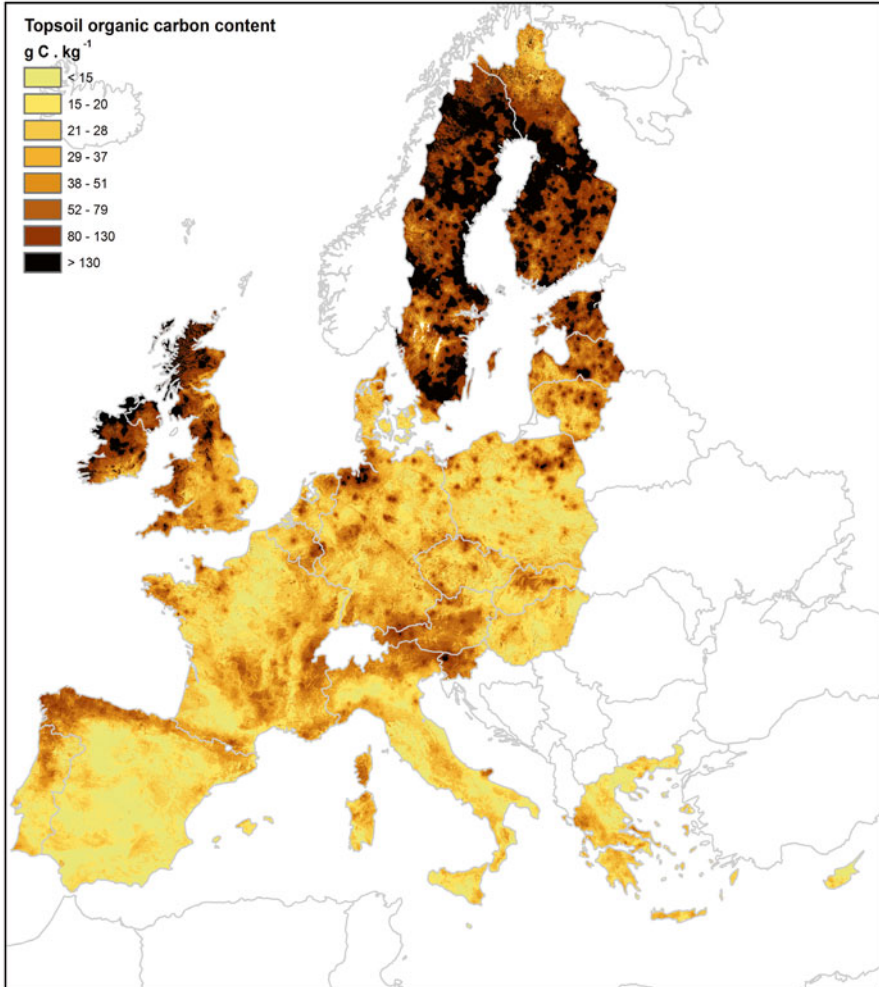 Topsoil organic carbon content
g C . kg⁻¹
< 15
15 - 20
21 - 28
29 - 37
38 - 51
52 - 79
80 - 130
> 130